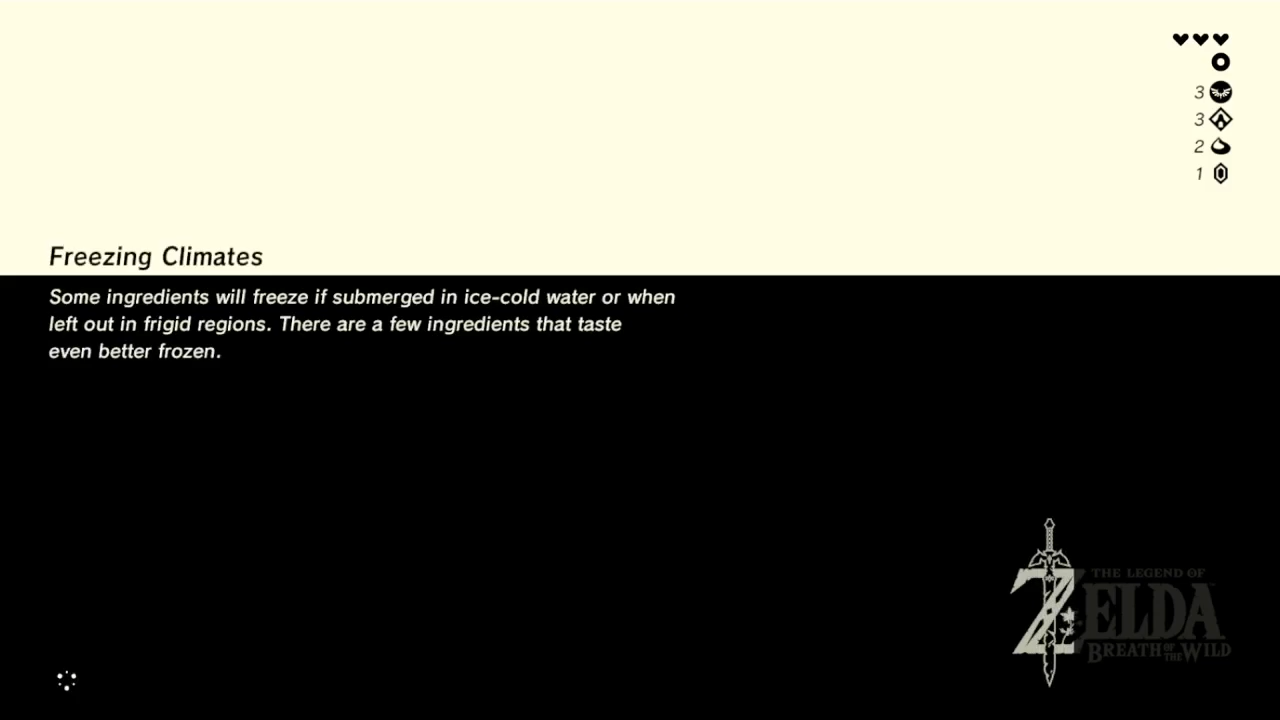 3
3
2
1
Freezing Climates
Some ingredients will freeze if submerged in ice-cold water or when
left out in frigid regions. There are a few ingredients that taste
even better frozen.
THE LEGEND OF
ZELDA
BREATH OF THE WILD